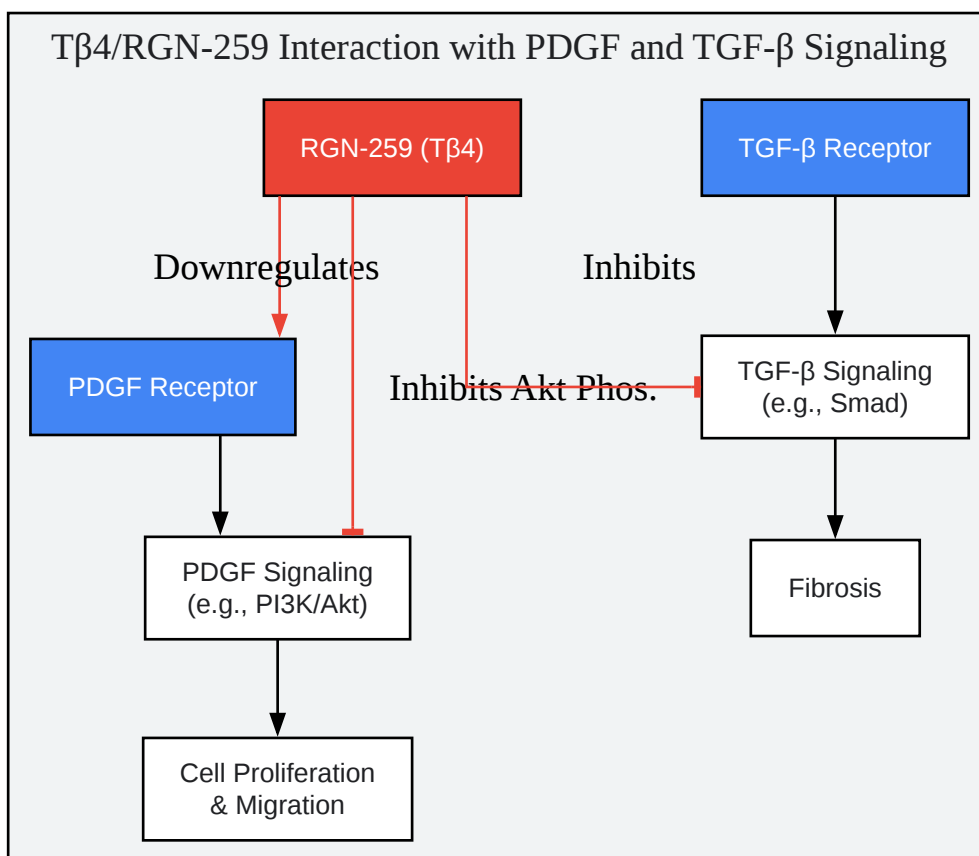 Tβ4/RGN-259 Interaction with PDGF and TGF-β Signaling
RGN-259 (Tβ4)
TGF-β Receptor
Downregulates
Inhibits
PDGF Receptor
Inhibits Akt Phos.
TGF-β Signaling
(e.g., Smad)
PDGF Signaling
(e.g., PI3K/Akt)
Fibrosis
Cell Proliferation
& Migration